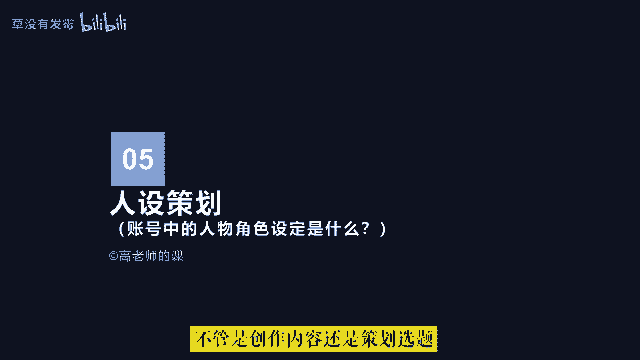 草没有发芽 bilibili
05
人设策划
（账号中的人物角色设定是什么？）
©高老师的课
不管是创作内容还是策划选题